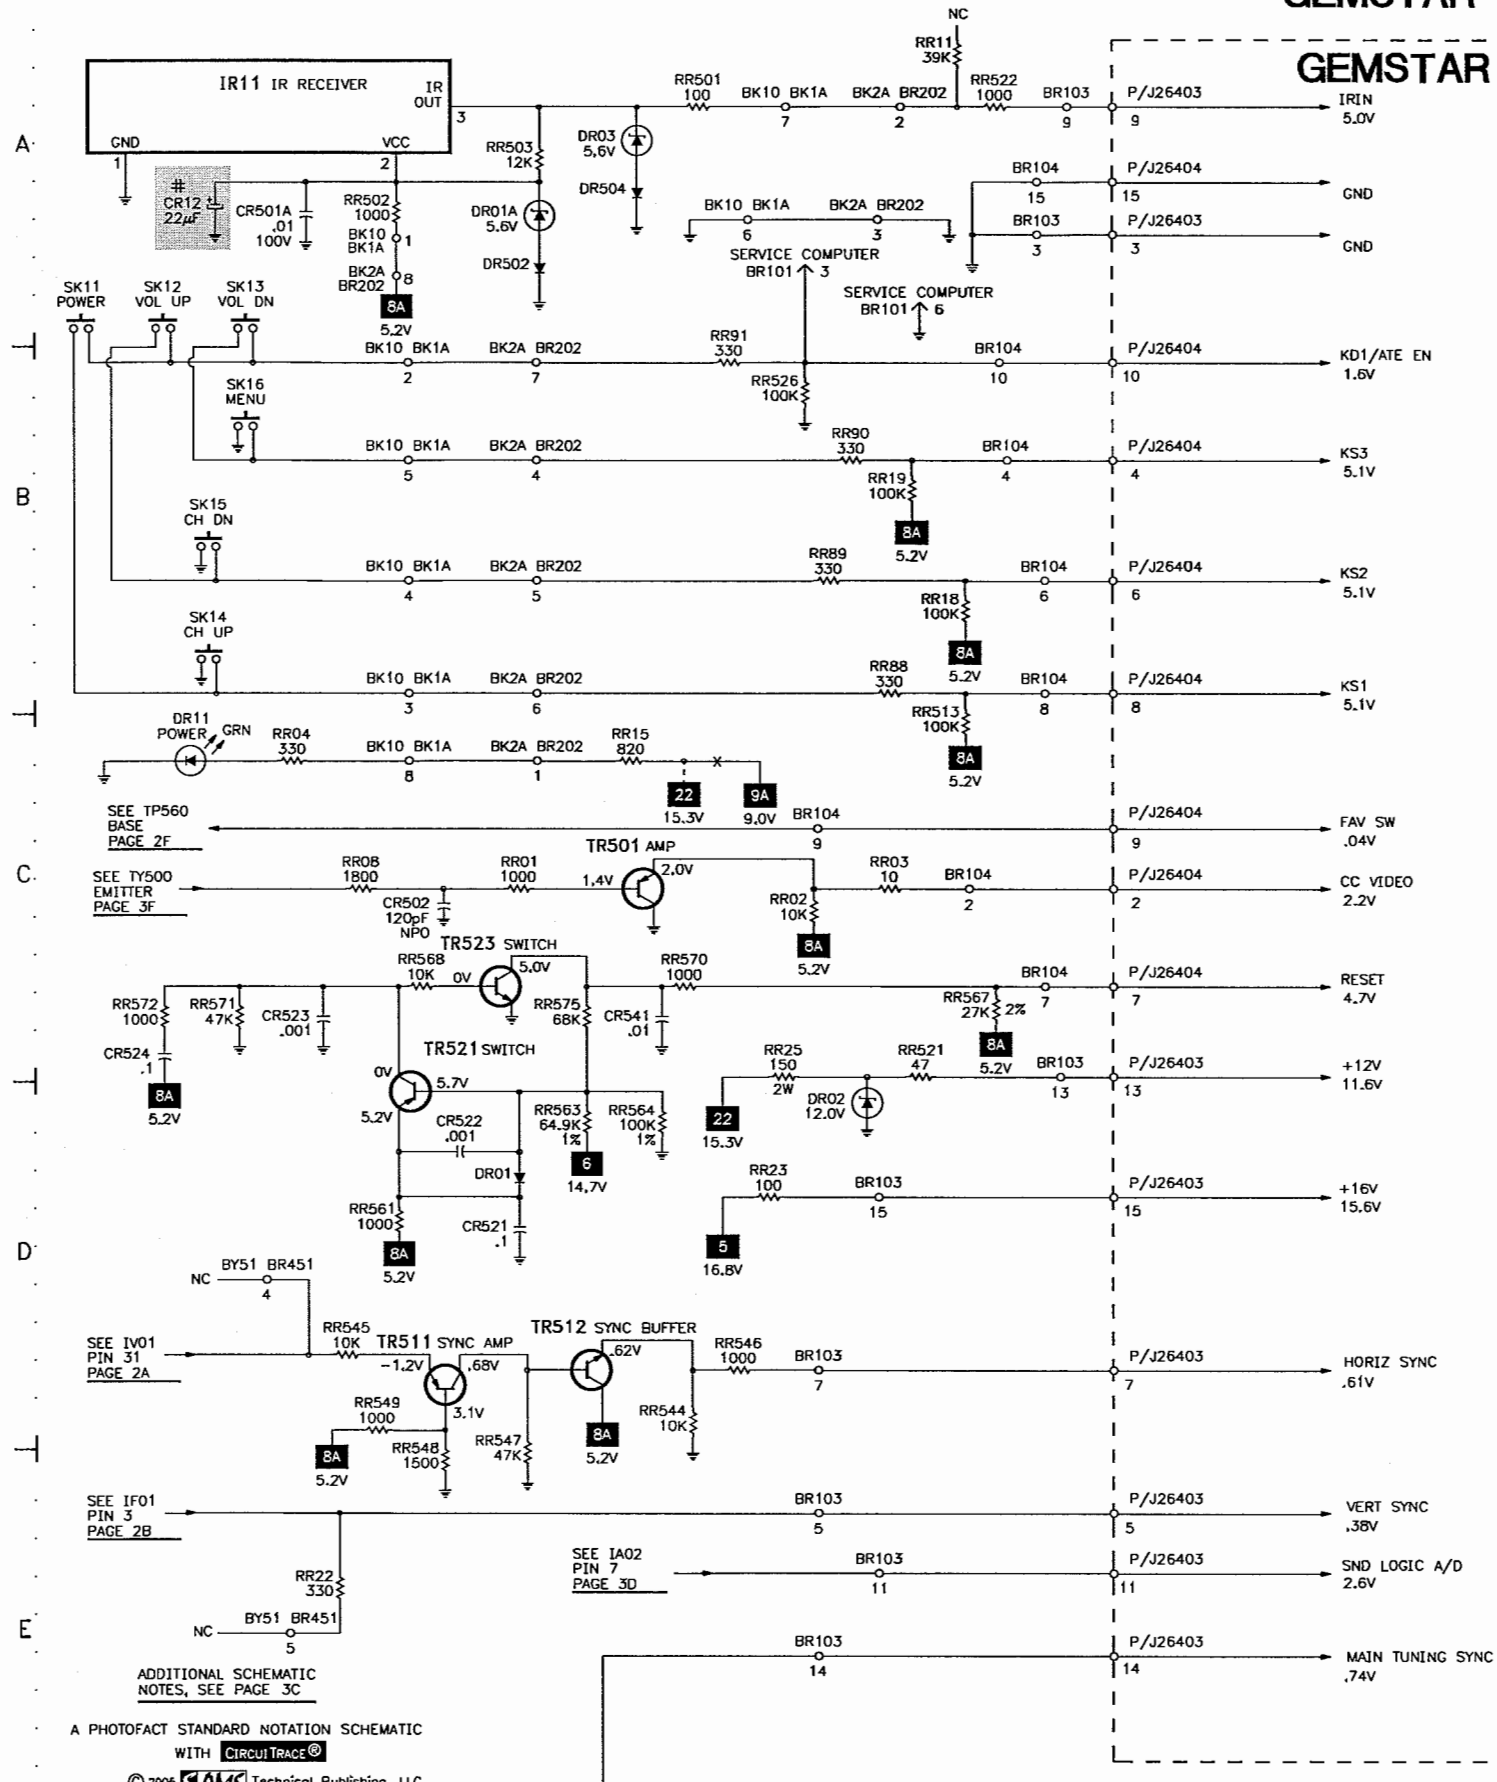 GEMSTAR
GEMSTAR
NC
RR11
39K
IR11 IR RECEIVER
IR
OUT
3
GND
1
VCC
2
RR501
100
BK10 BK1A
7
BK2A BR202
2
RR522
1000
BR103
9
P/J26403
9
IRIN
5.0V
A
#
CR12
22µF
+
CR501A
.01
100V
RR502
1000
BK10
BK1A
1
BK2A
BR202
8
8A
5.2V
RR503
12K
DR01A
5.6V
DR502
DR03
5.6V
DR504
BK10 BK1A
6
BK2A BR202
3
BR104
15
P/J26404
15
GND
BR103
3
P/J26403
3
GND
SERVICE COMPUTER
BR101 3
SERVICE COMPUTER
BR101 6
SK11
POWER
SK12
VOL UP
SK13
VOL DN
BK10 BK1A
2
BK2A BR202
7
RR91
330
RR526
100K
BR104
10
P/J26404
10
KD1/ATE EN
1.6V
SK16
MENU
BK10 BK1A
5
BK2A BR202
4
RR90
330
RR19
100K
8A
5.2V
BR104
4
P/J26404
4
KS3
5.1V
B
SK15
CH DN
BK10 BK1A
4
BK2A BR202
5
RR89
330
RR18
100K
8A
5.2V
BR104
6
P/J26404
6
KS2
5.1V
SK14
CH UP
BK10 BK1A
3
BK2A BR202
6
RR88
330
RR513
100K
8A
5.2V
BR104
8
P/J26404
8
KS1
5.1V
DR11
POWER
GRN
RR04
330
BK10 BK1A
8
BK2A BR202
1
RR15
820
X
22
15.3V
9A
9.0V
SEE TP560
BASE
PAGE 2F
BR104
9
P/J26404
9
FAV SW
.04V
C
SEE TY500
EMITTER
PAGE 3F
RR08
1800
CR502
120pF
NPO
RR01
1000
TR501 AMP
1.4V
2.0V
RR02
10K
8A
5.2V
RR03
10
BR104
2
P/J26404
2
CC VIDEO
2.2V
TR523 SWITCH
RR568
10K
0V
5.0V
RR572
1000
CR524
.1
8A
5.2V
RR571
47K
CR523
.001
RR575
68K
CR541
.01
RR570
1000
RR567
27K
2%
8A
5.2V
BR104
7
P/J26404
7
RESET
4.7V
TR521 SWITCH
0V
5.7V
5.2V
CR522
.001
DR01
RR561
1000
8A
5.2V
CR521
.1
RR563
64.9K
1%
6
14.7V
RR564
100K
1%
RR25
150
2W
22
15.3V
DR02
12.0V
RR521
47
BR103
13
P/J26403
13
+12V
11.6V
RR23
100
5
16.8V
BR103
15
P/J26403
15
+16V
15.6V
D
BY51 BR451
NC
4
SEE IV01
PIN 31
PAGE 2A
RR545
10K
TR511 SYNC AMP
-1.2V
.68V
3.1V
RR549
1000
8A
5.2V
RR548
1500
RR547
47K
TR512 SYNC BUFFER
.62V
8A
5.2V
RR544
10K
RR546
1000
BR103
7
P/J26403
7
HORIZ SYNC
.61V
SEE IF01
PIN 3
PAGE 2B
BR103
5
P/J26403
5
VERT SYNC
.38V
SEE IA02
PIN 7
PAGE 3D
BR103
11
P/J26403
11
SND LOGIC A/D
2.6V
RR22
330
BY51 BR451
NC
5
E
BR103
14
P/J26403
14
MAIN TUNING SYNC
.74V
ADDITIONAL SCHEMATIC
NOTES, SEE PAGE 3C
A PHOTOFACT STANDARD NOTATION SCHEMATIC
WITH CIRCUITRACE®
Technical Publishing, LLC